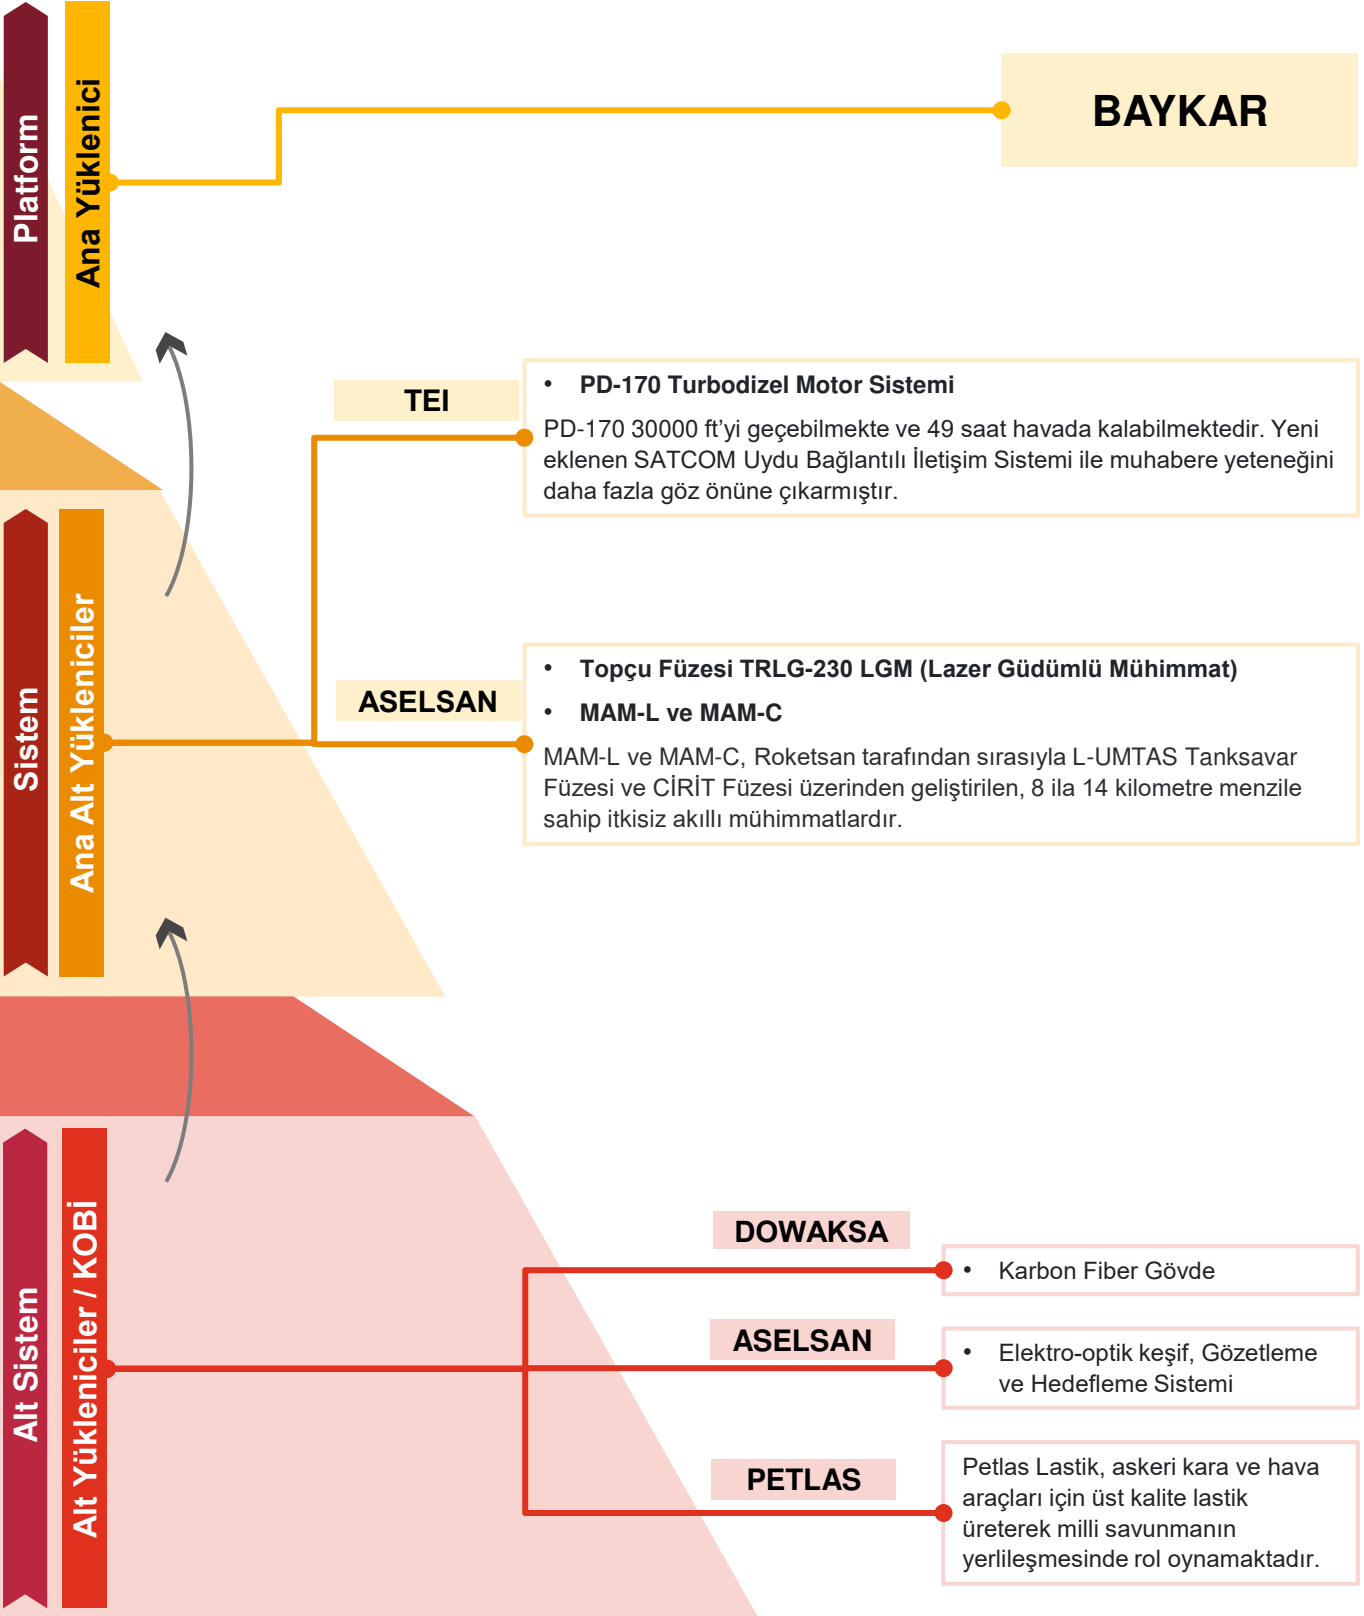 Platform
Ana Yüklenici
BAYKAR
TEI
• PD-170 Turbodizel Motor Sistemi
PD-170 30000 ft’yi geçebilmekte ve 49 saat havada kalabilmektedir. Yeni
eklenen SATCOM Uydu Bağlantılı İletişim Sistemi ile muhabere yeteneğini
daha fazla göz önüne çıkarmıştır.
Sistem
Ana Alt Yükleniciler
ASELSAN
• Topçu Füzesi TRLG-230 LGM (Lazer Güdümlü Mühimmat)
• MAM-L ve MAM-C
MAM-L ve MAM-C, Roketsan tarafından sırasıyla L-UMTAS Tanksavar
Füzesi ve CİRİT Füzesi üzerinden geliştirilen, 8 ila 14 kilometre menzile
sahip itkisiz akıllı mühimmatlardır.
Alt Sistem
Alt Yükleniciler / KOBİ
DOWAKSA
• Karbon Fiber Gövde
ASELSAN
• Elektro-optik keşif, Gözetleme
ve Hedefleme Sistemi
PETLAS
Petlas Lastik, askeri kara ve hava
araçları için üst kalite lastik
üreterek milli savunmanın
yerlileşmesinde rol oynamaktadır.